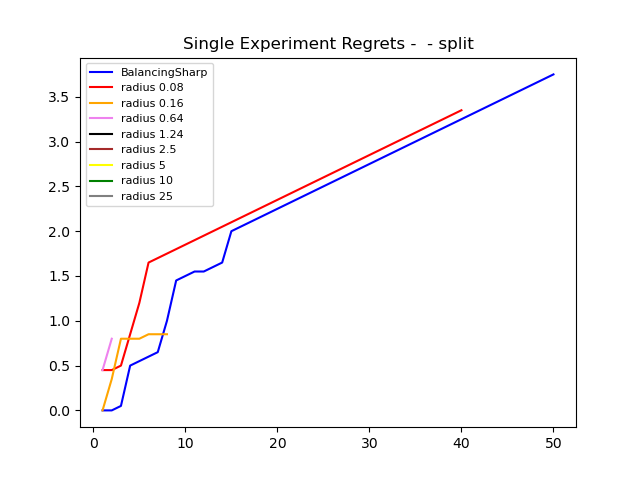 Single Experiment Regrets -  - split
BalancingSharp
radius 0.08
radius 0.16
radius 0.64
radius 1.24
radius 2.5
radius 5
radius 10
radius 25
3.5
3.0
2.5
2.0
1.5
1.0
0.5
0.0
0 10 20 30 40 50